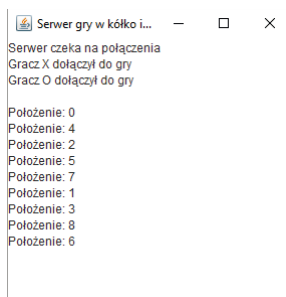 Serwer gry w kółko i...
Serwer czeka na połączenia
Gracz X dołączył do gry
Gracz O dołączył do gry
Położenie: 0
Położenie: 4
Położenie: 2
Położenie: 5
Położenie: 7
Położenie: 1
Położenie: 3
Położenie: 8
Położenie: 6